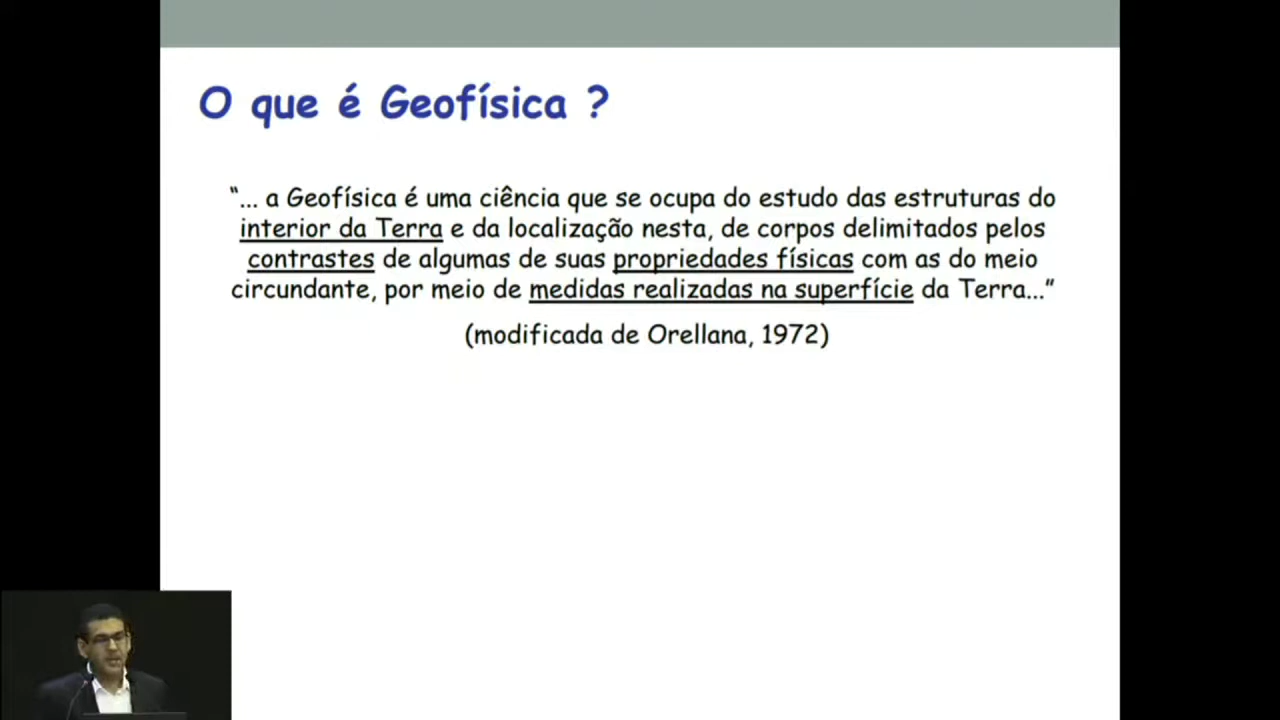 O que é Geofísica ?
“... a Geofísica é uma ciência que se ocupa do estudo das estruturas do
interior da Terra e da localização nesta, de corpos delimitados pelos
contrastes de algumas de suas propriedades físicas com as do meio
circundante, por meio de medidas realizadas na superfície da Terra...”
(modificada de Orellana, 1972)